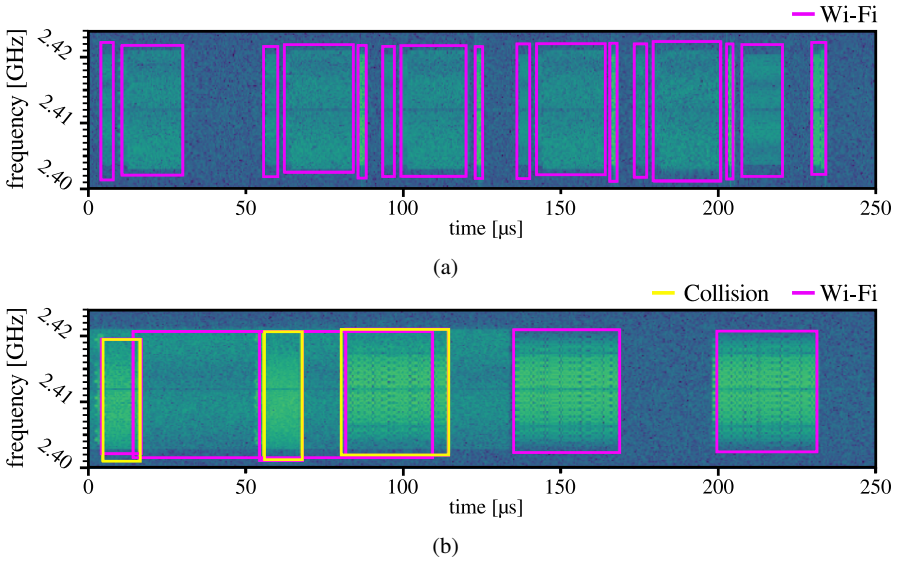 Wi-Fi
frequency [GHz]
2.42
2.41
2.40
0 50 100 150 200 250
time [µs]
(a)
Collision Wi-Fi
frequency [GHz]
2.42
2.41
2.40
0 50 100 150 200 250
time [µs]
(b)